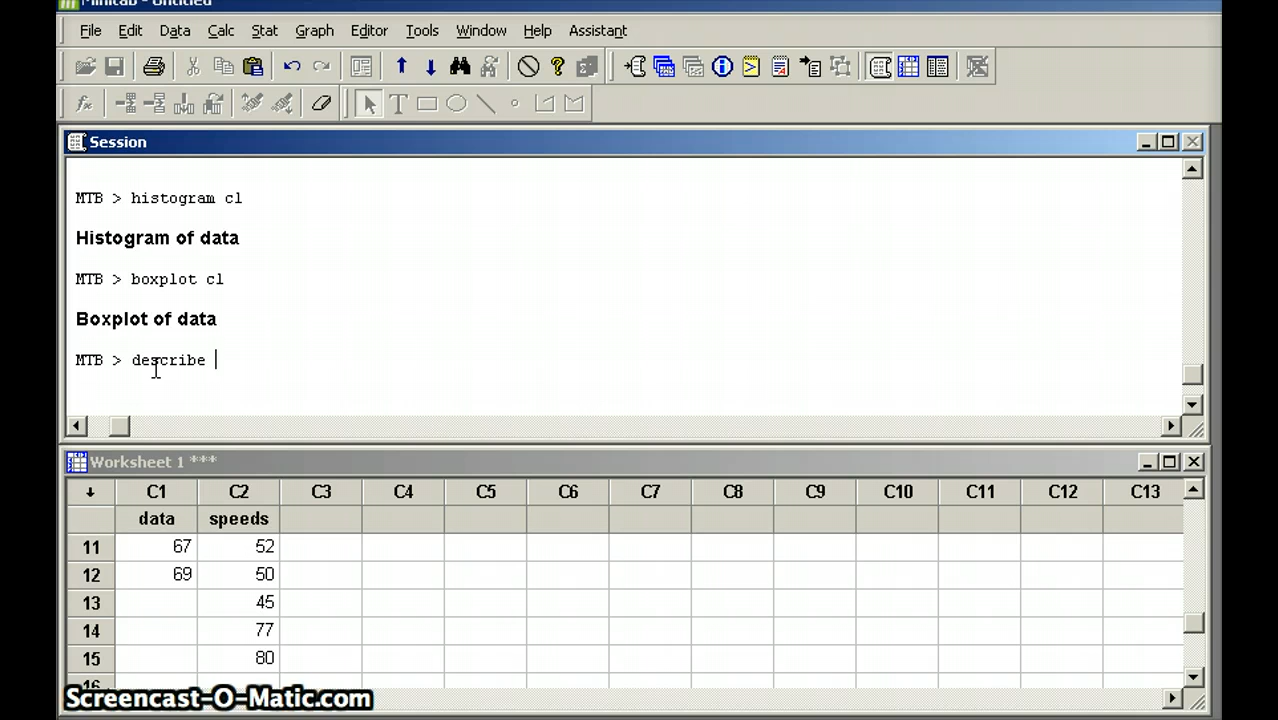 Minitab - Untitled
File Edit Data Calc Stat Graph Editor Tools Window Help Assistant
Session
MTB > histogram c1
Histogram of data
MTB > boxplot c1
Boxplot of data
MTB > describe
Worksheet 1 ***
C1 C2 C3 C4 C5 C6 C7 C8 C9 C10 C11 C12 C13
data speeds
11 67 52
12 69 50
13 45
14 77
15 80
16
Screencast-O-Matic.com